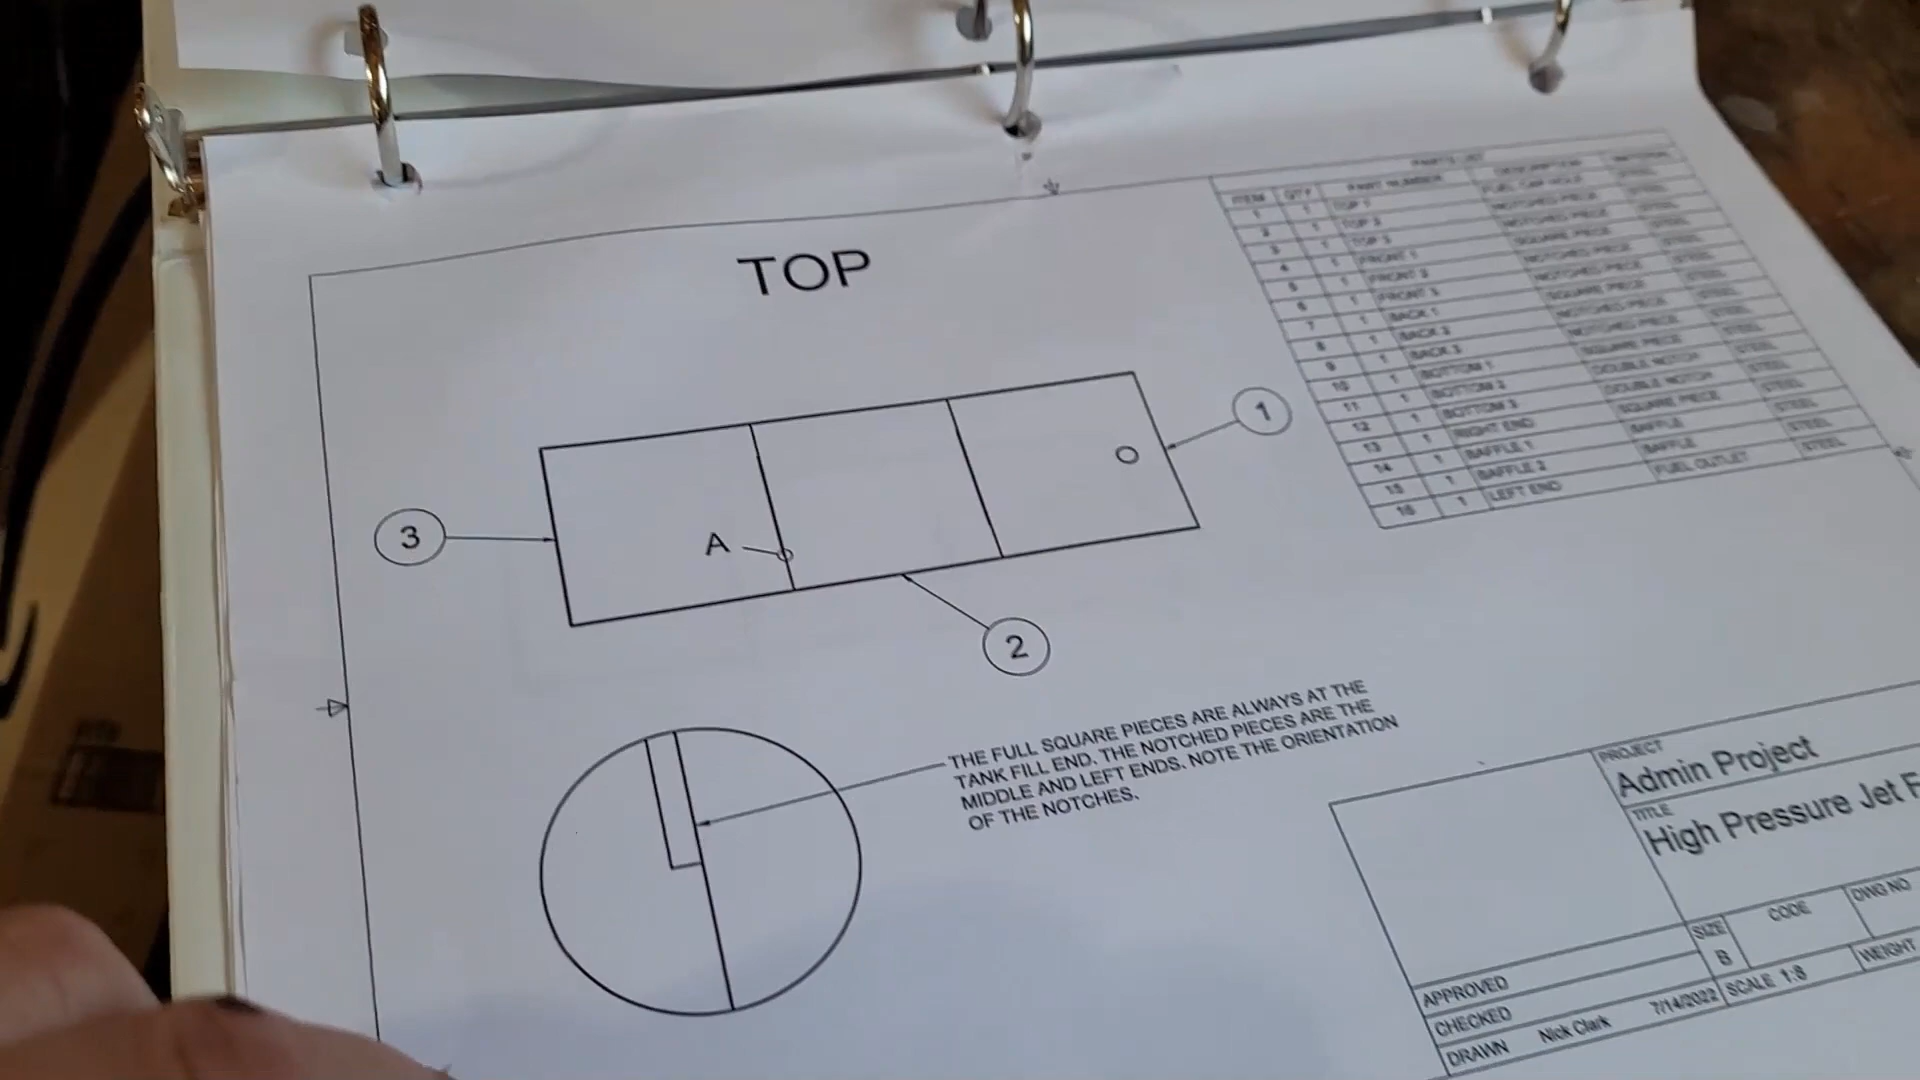 TOP
PARTS LIST
ITEM QTY PART NUMBER DESCRIPTION MATERIAL
1 1 TOP 1 FUEL CAP HOLE STEEL
2 1 TOP 2 NOTCHED PIECE STEEL
3 1 TOP 3 NOTCHED PIECE STEEL
4 1 FRONT 1 SQUARE PIECE STEEL
5 1 FRONT 2 NOTCHED PIECE STEEL
6 1 FRONT 3 NOTCHED PIECE STEEL
7 1 BACK 1 SQUARE PIECE STEEL
8 1 BACK 2 NOTCHED PIECE STEEL
9 1 BACK 3 NOTCHED PIECE STEEL
10 1 BOTTOM 1 SQUARE PIECE STEEL
11 1 BOTTOM 2 DOUBLE NOTCH STEEL
12 1 BOTTOM 3 DOUBLE NOTCH STEEL
13 1 RIGHT END SQUARE PIECE STEEL
14 1 BAFFLE 1 BAFFLE STEEL
15 1 BAFFLE 2 BAFFLE STEEL
16 1 LEFT END FUEL OUTLET STEEL
1
3
A
2
THE FULL SQUARE PIECES ARE ALWAYS AT THE
TANK FILL END. THE NOTCHED PIECES ARE THE
MIDDLE AND LEFT ENDS. NOTE THE ORIENTATION
OF THE NOTCHES.
PROJECT
Admin Project
TITLE
High Pressure Jet F
SIZE CODE DWG NO
B
APPROVED
CHECKED
DRAWN Nick Clark 7/14/2022 SCALE 1:8 WEIGHT